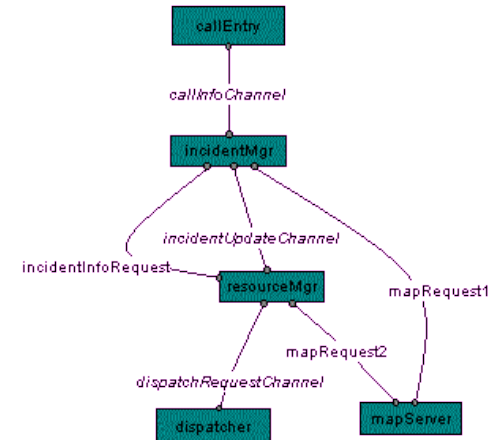 callEntry
callInfoChannel
incidentMgr
incidentUpdateChannel
incidentInfoRequest
resourceMgr
mapRequest1
mapRequest2
dispatchRequestChannel
dispatcher
mapServer